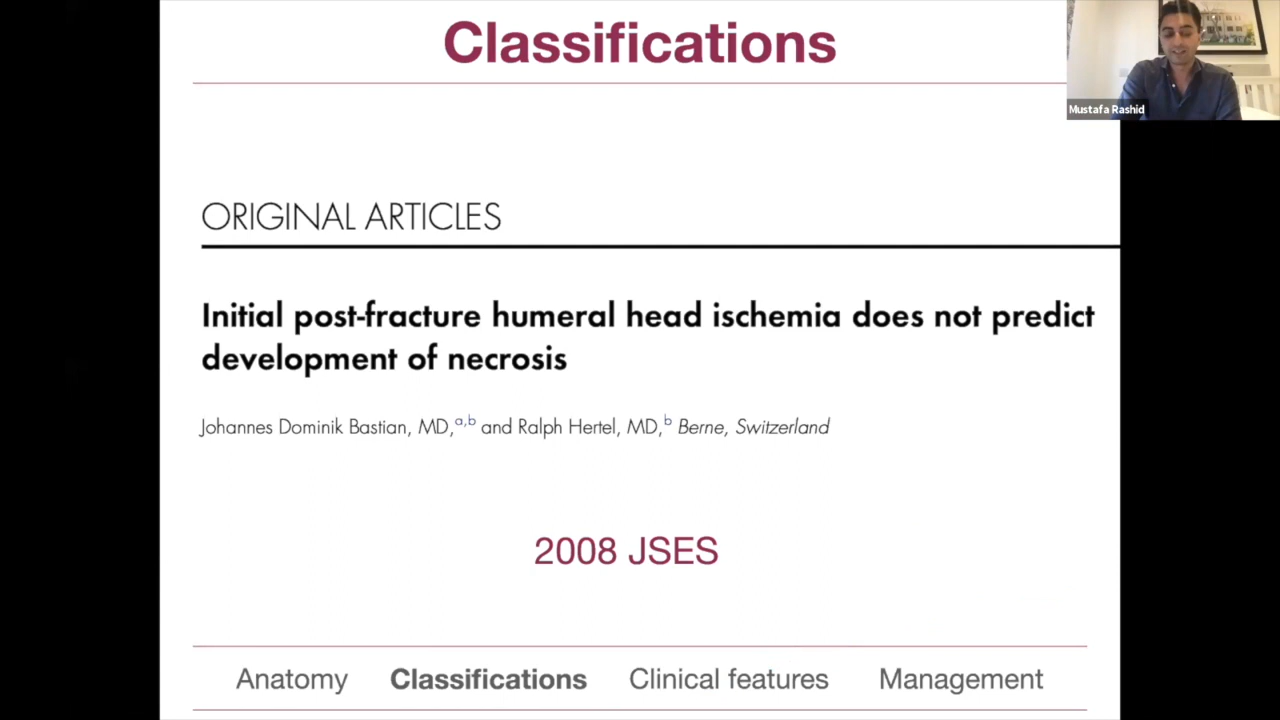 Classifications
Mustafa Rashid
ORIGINAL ARTICLES
Initial post-fracture humeral head ischemia does not predict
development of necrosis
Johannes Dominik Bastian, MD,a,b and Ralph Hertel, MD,b Berne, Switzerland
2008 JSES
Anatomy Classifications Clinical features Management